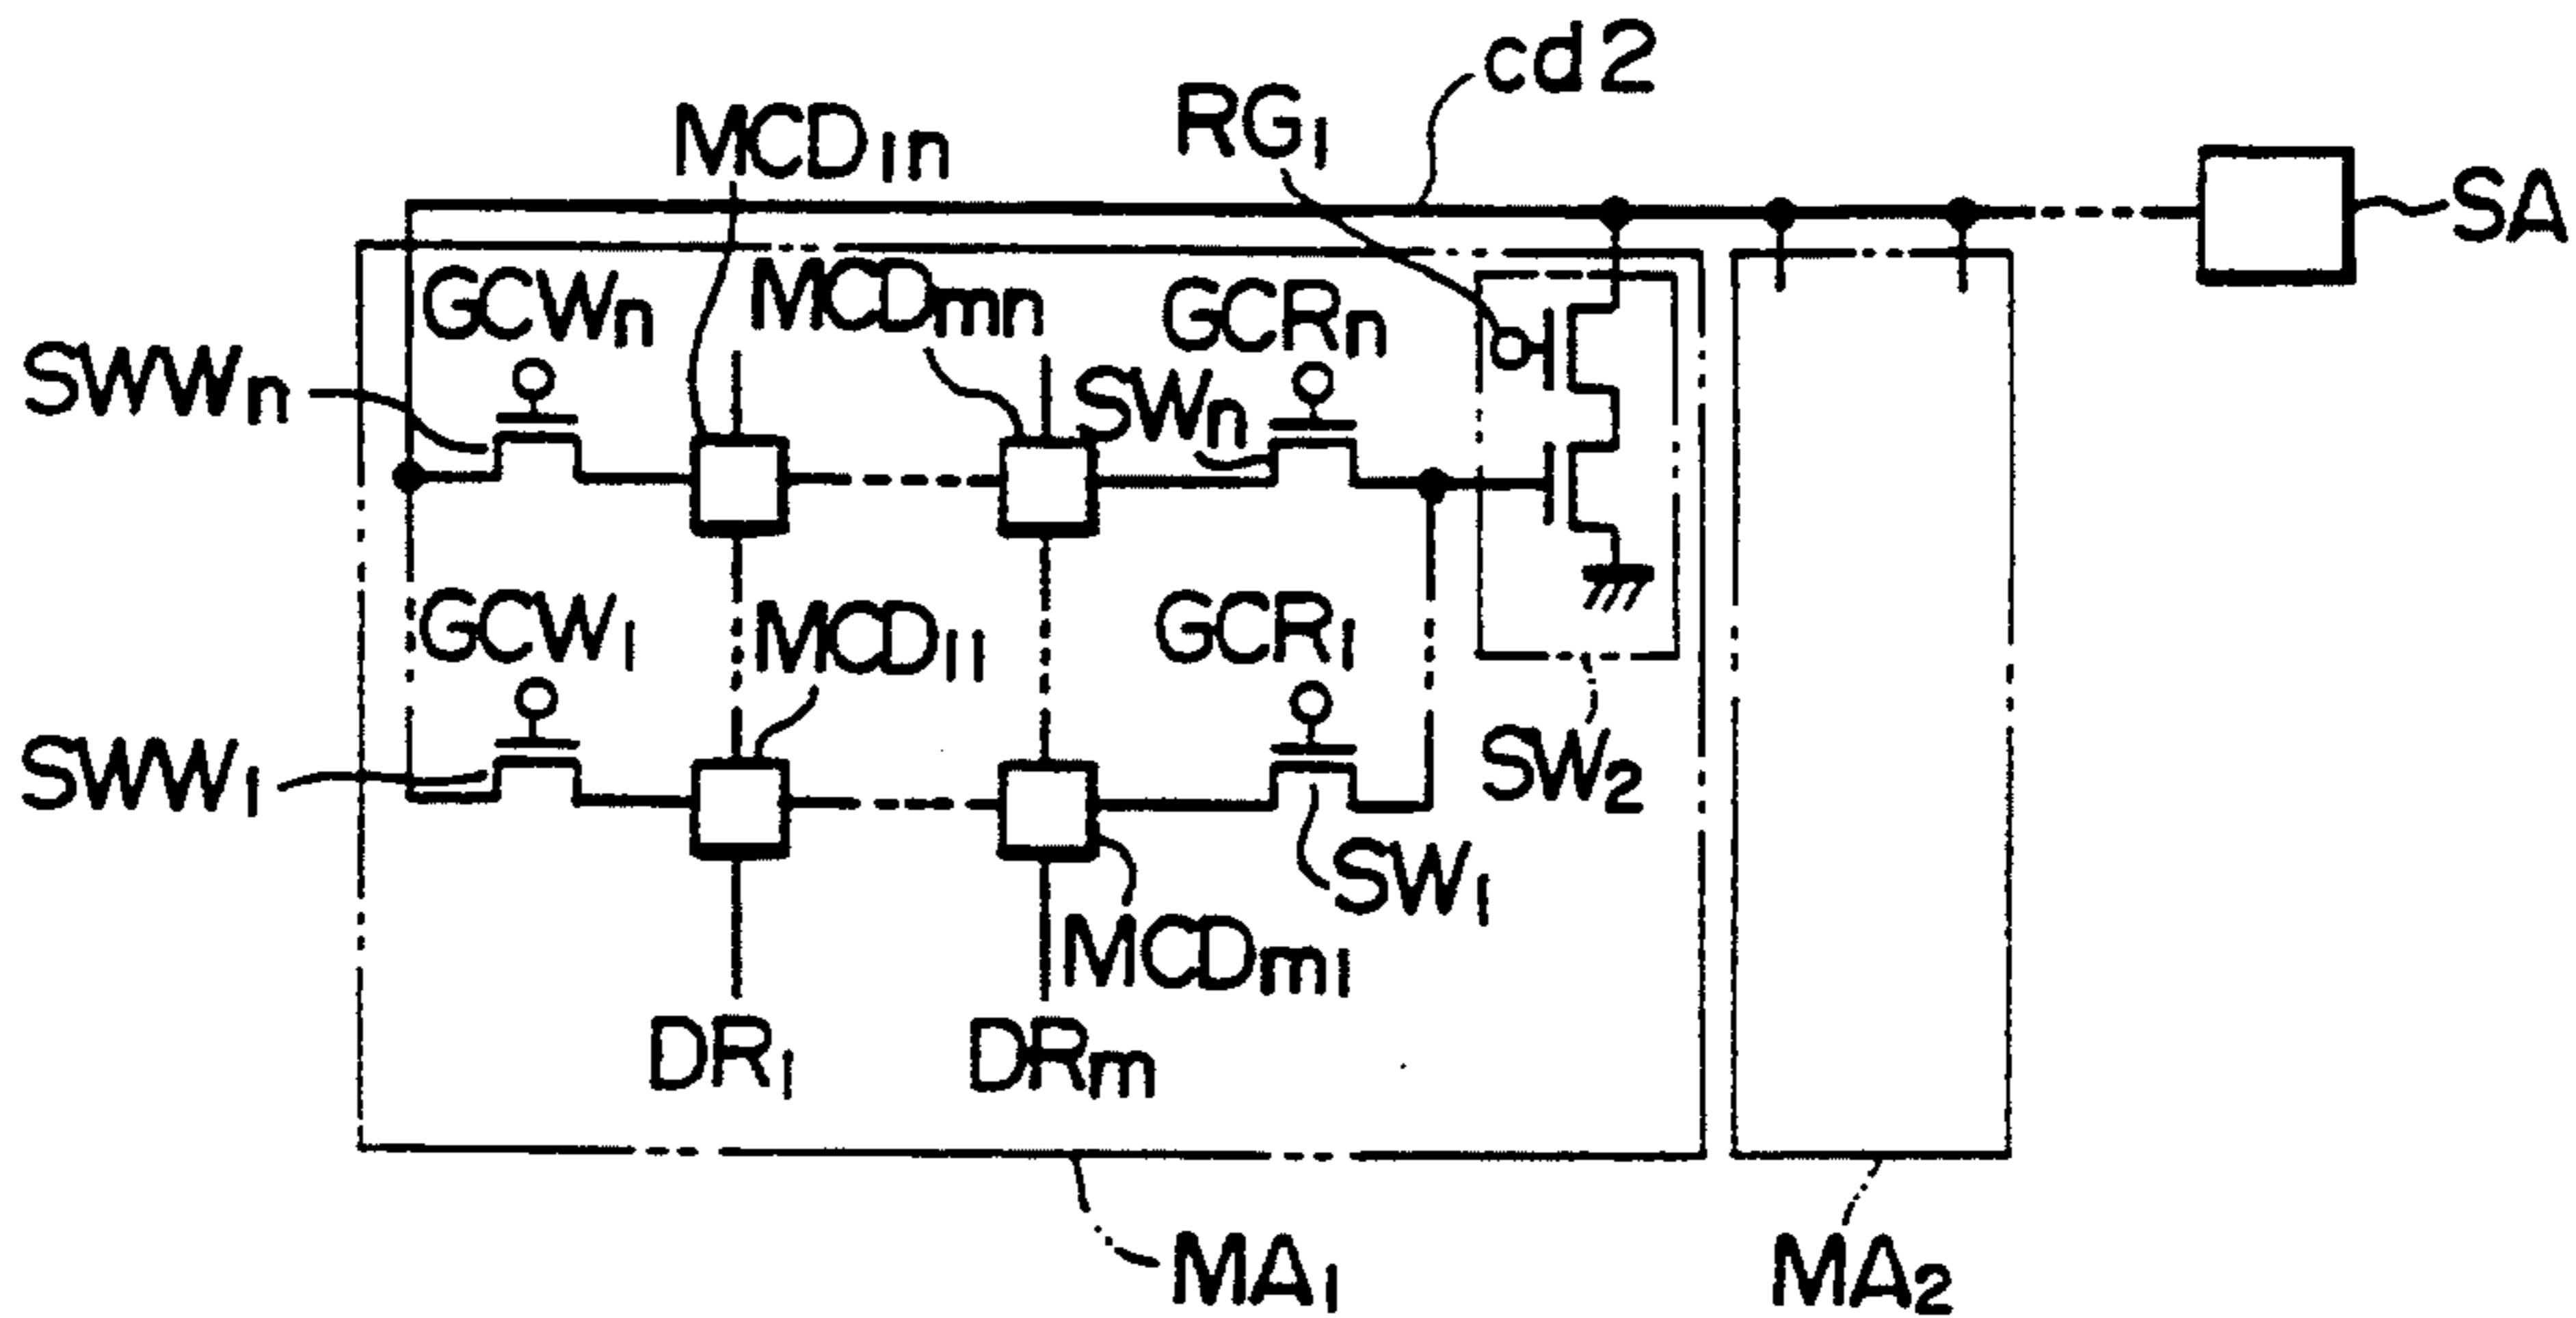 cd2
RG1
MCD1n
SA
GCWn
MCDmn
GCRn
SWWn
SWn
GCW1
MCD11
GCR1
SWW1
SW2
SW1
MCDm1
DR1
DRm
MA1
MA2